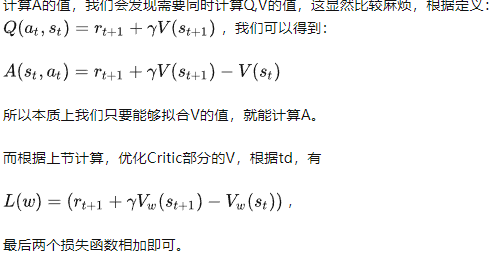 计算A的值，我们会发现需要同时计算Q,V的值，这显然比较麻烦，根据定义：
Q(a_t, s_t) = r_{t+1} + γV(s_{t+1}) ，我们可以得到：
A(s_t, a_t) = r_{t+1} + γV(s_{t+1}) − V(s_t)
所以本质上我们只要能够拟合V的值，就能计算A。
而根据上节计算，优化Critic部分的V，根据td，有
L(w) = (r_{t+1} + γV_w(s_{t+1}) − V_w(s_t)) ，
最后两个损失函数相加即可。